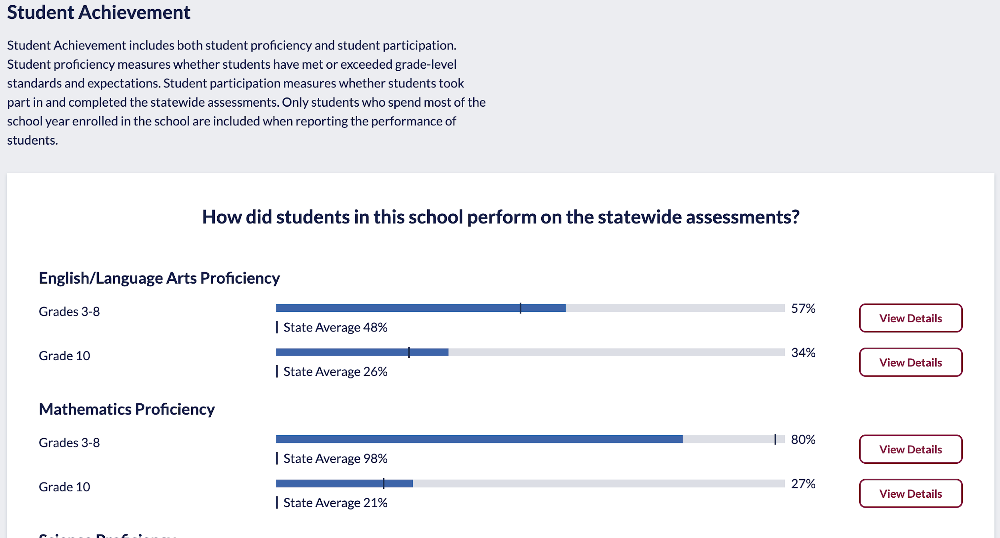 Student Achievement
Student Achievement includes both student proficiency and student participation.
Student proficiency measures whether students have met or exceeded grade-level
standards and expectations. Student participation measures whether students took
part in and completed the statewide assessments. Only students who spend most of the
school year enrolled in the school are included when reporting the performance of
students.
How did students in this school perform on the statewide assessments?
English/Language Arts Proficiency
Grades 3-8
57%
View Details
State Average 48%
Grade 10
34%
View Details
State Average 26%
Mathematics Proficiency
Grades 3-8
80%
View Details
State Average 98%
Grade 10
27%
View Details
State Average 21%
Science Proficiency